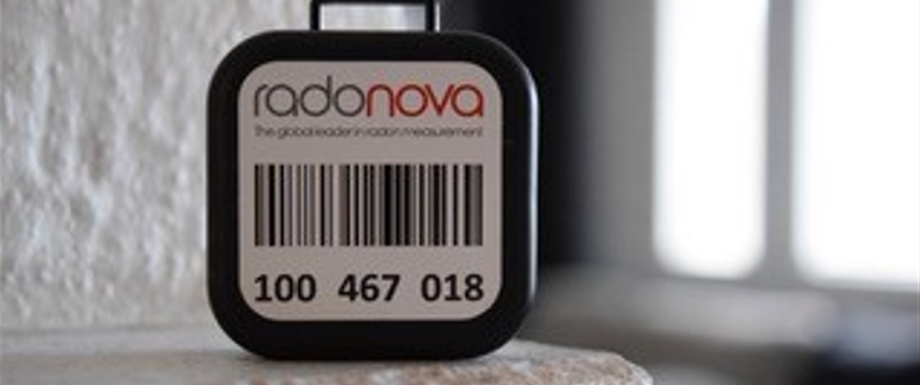 radonova
The global leader in radon measurement
100 467 018